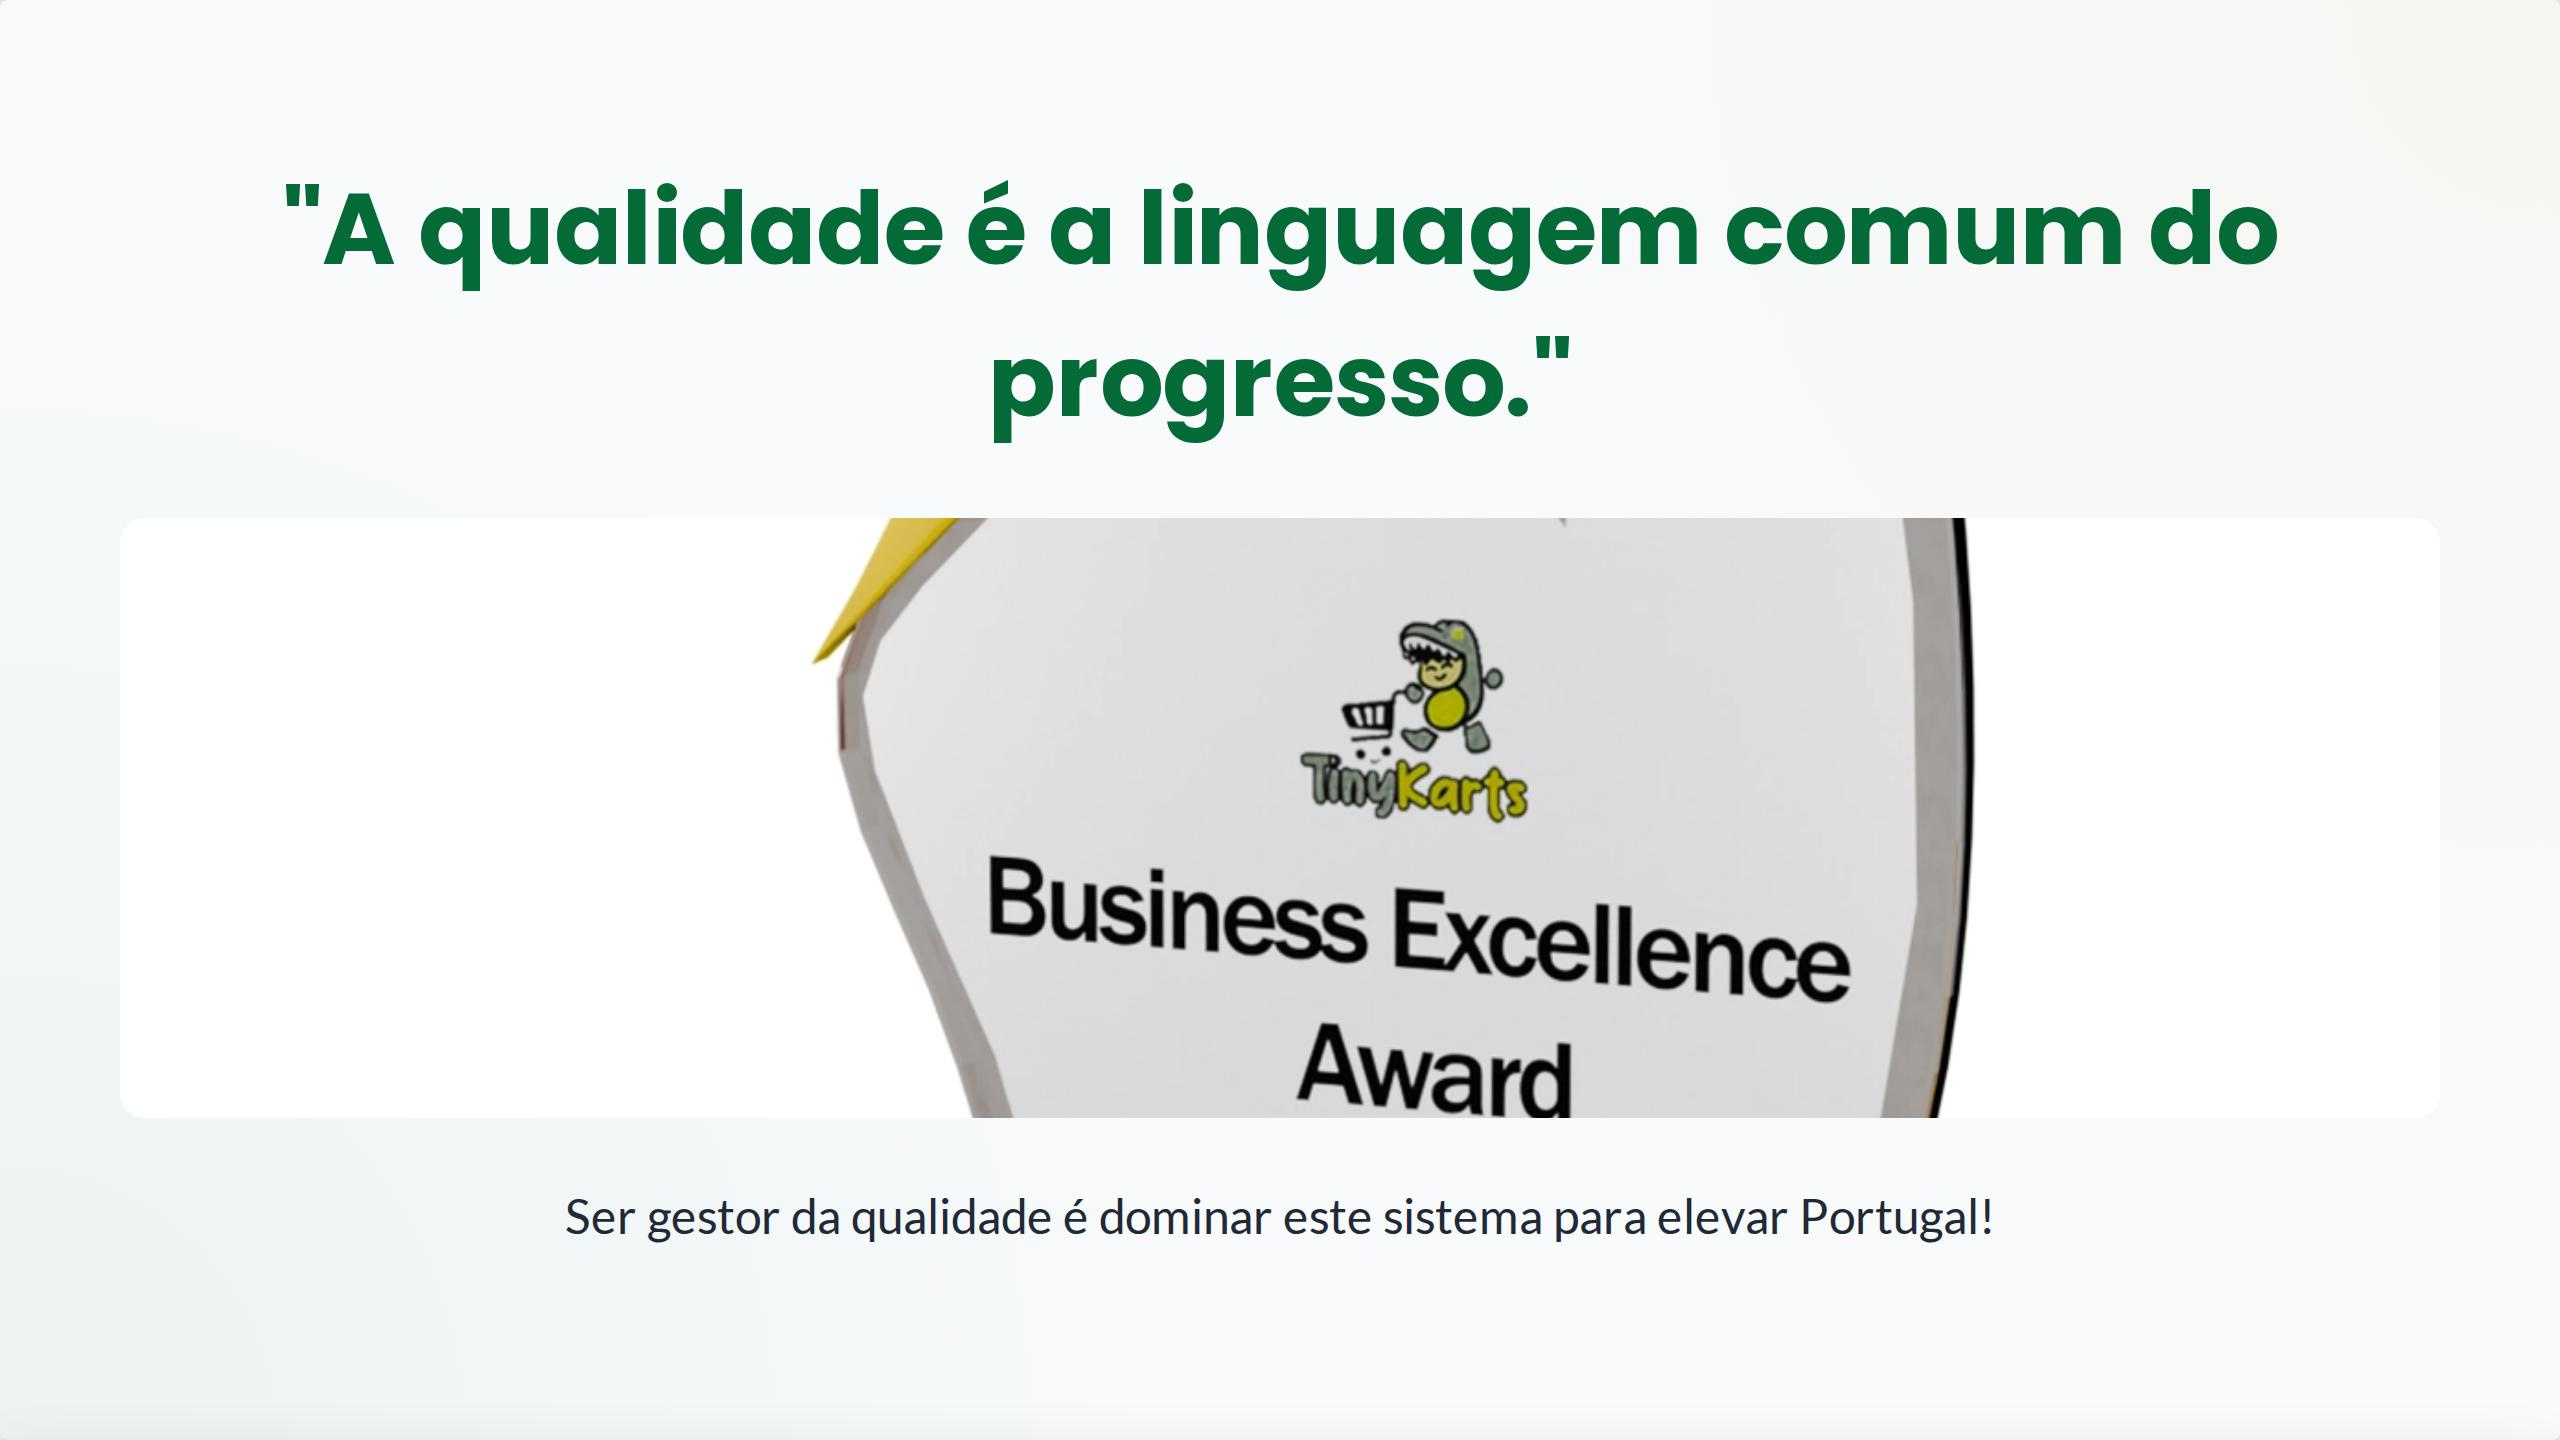 "A qualidade é a linguagem comum do
progresso."
TinyKarts
Business Excellence
Award
Ser gestor da qualidade é dominar este sistema para elevar Portugal!